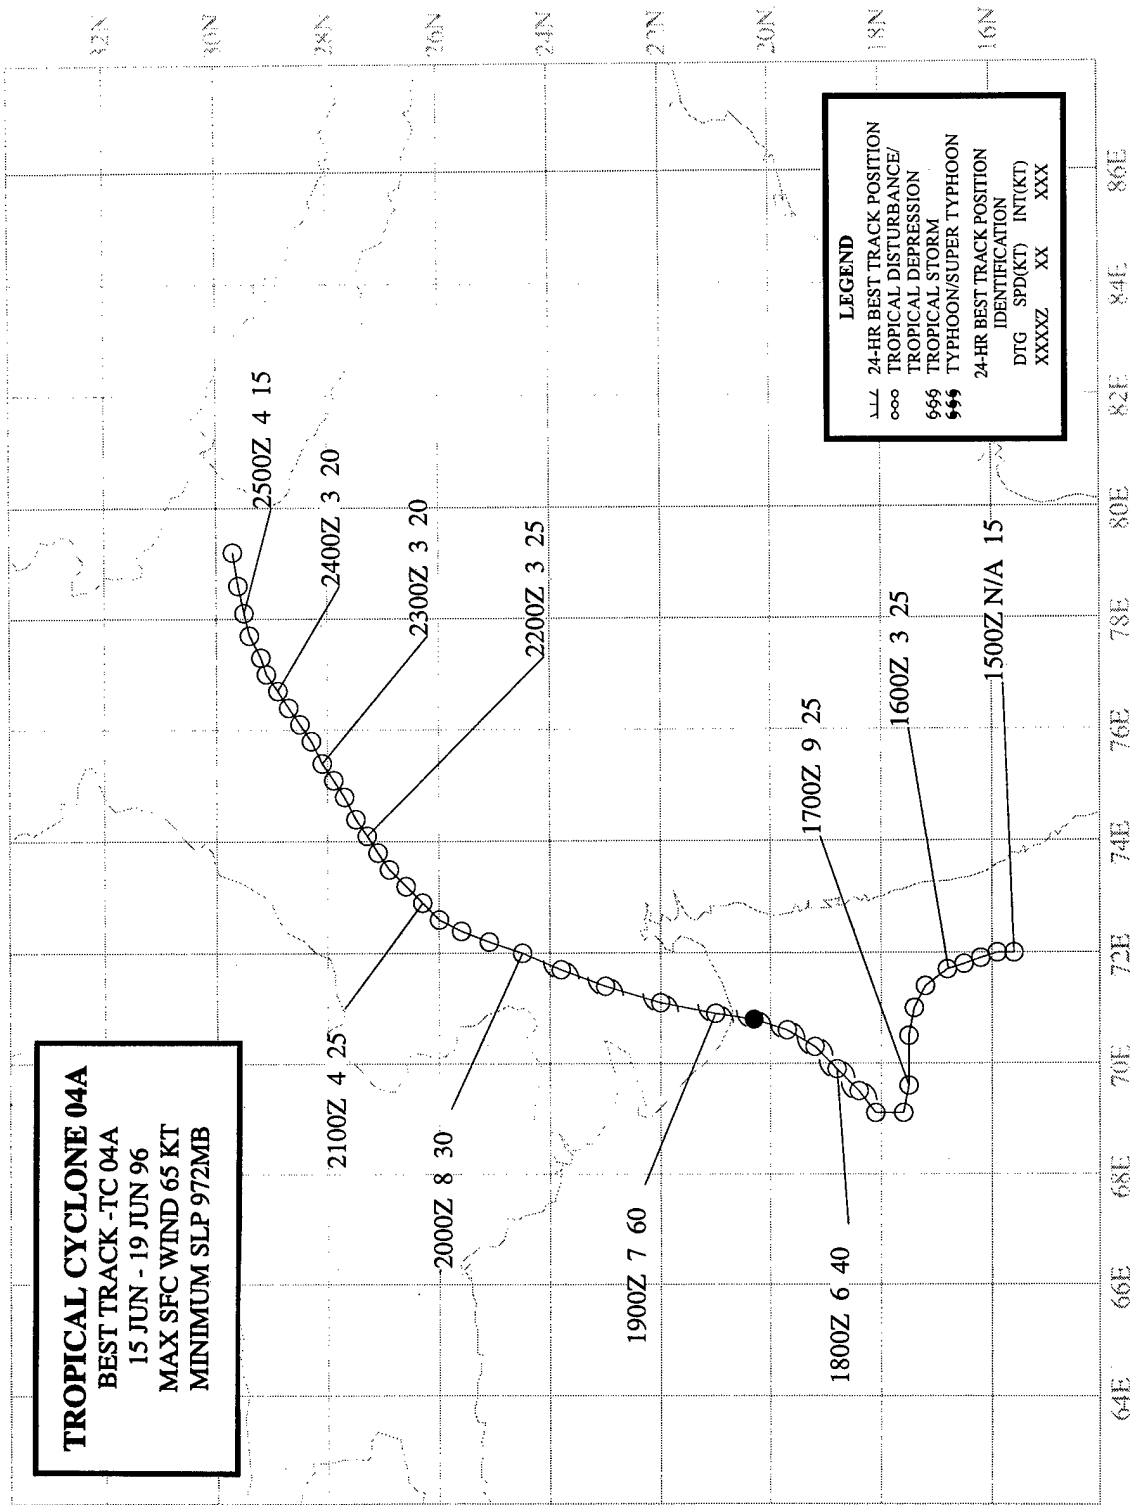 TROPICAL CYCLONE 04A
BEST TRACK -TC 04A
15 JUN - 19 JUN 96
MAX SFC WIND 65 KT
MINIMUM SLP 972MB
32N
30N
28N
26N
24N
22N
20N
18N
16N
64E
66E
68E
70E
72E
74E
76E
78E
80E
82E
84E
86E
2500Z 4 15
2400Z 3 20
2300Z 3 20
2200Z 3 25
2100Z 4 25
2000Z 8 30
1900Z 7 60
1800Z 6 40
1700Z 9 25
1600Z 3 25
1500Z N/A 15
LEGEND
24-HR BEST TRACK POSITION
TROPICAL DISTURBANCE/
TROPICAL DEPRESSION
TROPICAL STORM
TYPHOON/SUPER TYPHOON
24-HR BEST TRACK POSITION
IDENTIFICATION
DTG SPD(KT) INT(KT)
XXXXZ XX XXX